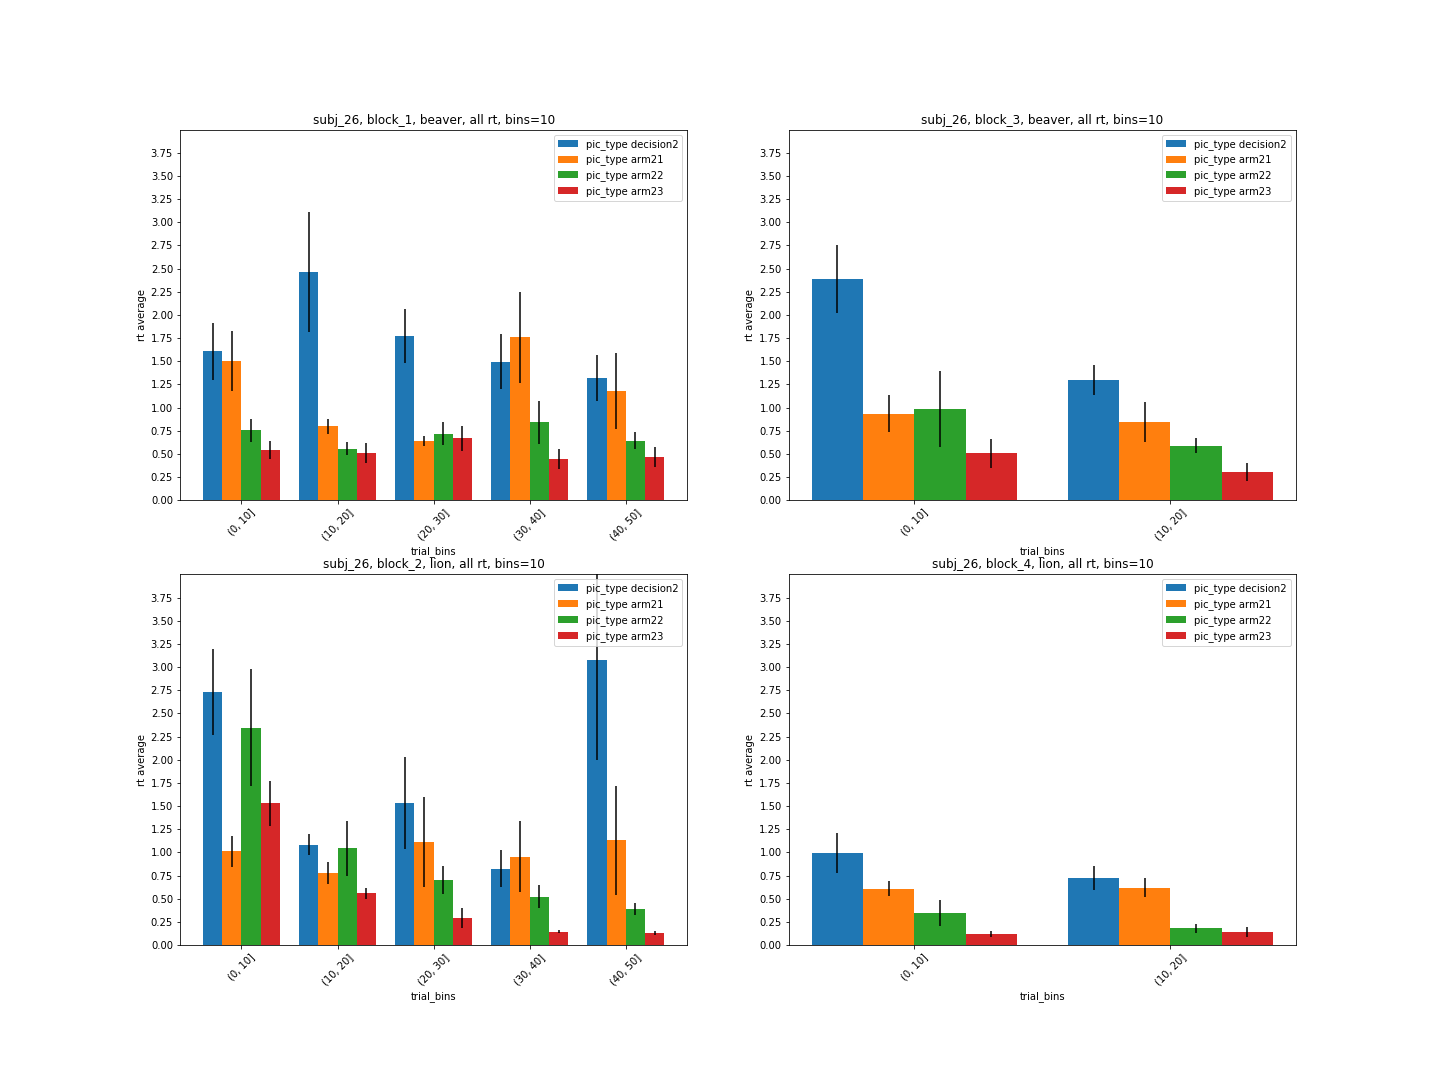 subj_26, block_1, beaver, all rt, bins=10
pic_type decision2
pic_type arm21
pic_type arm22
pic_type arm23
3.75
3.50
3.25
3.00
2.75
2.50
2.25
2.00
1.75
1.50
1.25
1.00
0.75
0.50
0.25
0.00
rt average
(0, 10]
(10, 20]
(20, 30]
(30, 40]
(40, 50]
trial_bins
subj_26, block_3, beaver, all rt, bins=10
pic_type decision2
pic_type arm21
pic_type arm22
pic_type arm23
3.75
3.50
3.25
3.00
2.75
2.50
2.25
2.00
1.75
1.50
1.25
1.00
0.75
0.50
0.25
0.00
rt average
(0, 10]
(10, 20]
trial_bins
subj_26, block_2, lion, all rt, bins=10
pic_type decision2
pic_type arm21
pic_type arm22
pic_type arm23
3.75
3.50
3.25
3.00
2.75
2.50
2.25
2.00
1.75
1.50
1.25
1.00
0.75
0.50
0.25
0.00
rt average
(0, 10]
(10, 20]
(20, 30]
(30, 40]
(40, 50]
trial_bins
subj_26, block_4, lion, all rt, bins=10
pic_type decision2
pic_type arm21
pic_type arm22
pic_type arm23
3.75
3.50
3.25
3.00
2.75
2.50
2.25
2.00
1.75
1.50
1.25
1.00
0.75
0.50
0.25
0.00
rt average
(0, 10]
(10, 20]
trial_bins